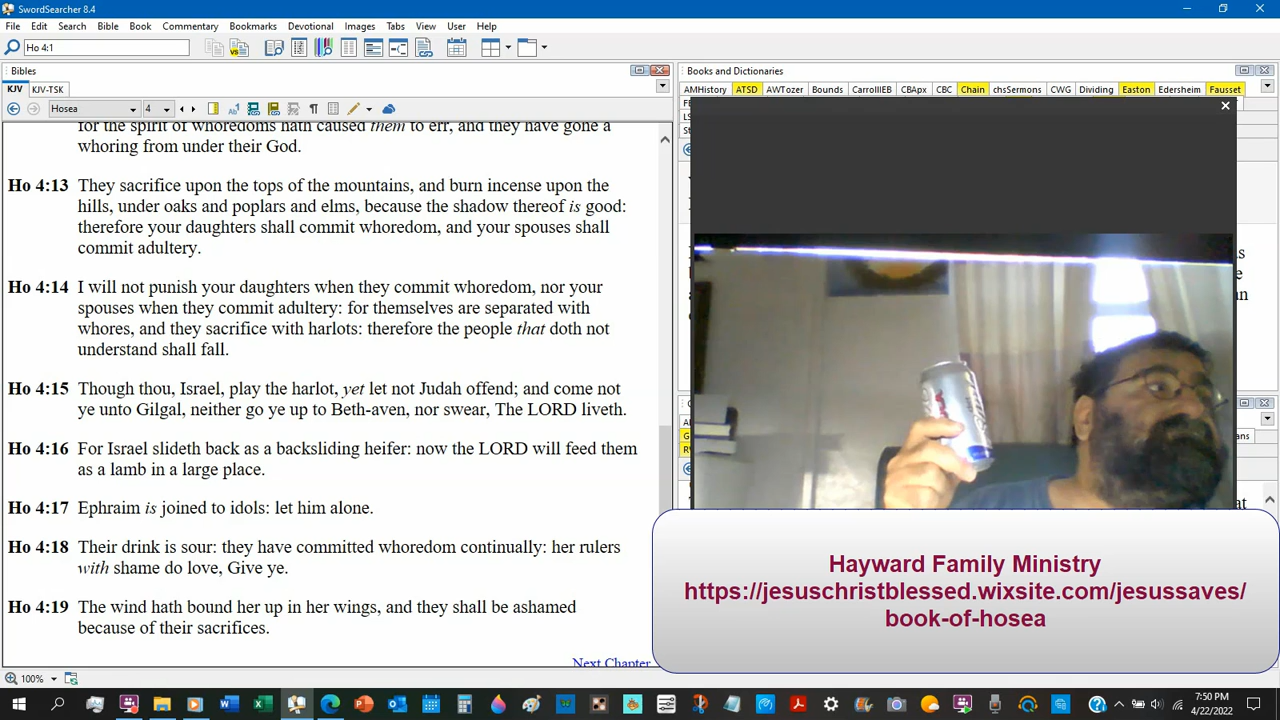 SwordSearcher 8.4
File Edit Search Bible Book Commentary Bookmarks Devotional Images Tabs View User Help
Ho 4:1
Bibles
KJV KJV-TSK
Hosea 4
for the spirit of whoredoms hath caused them to err, and they have gone a
whoring from under their God.
Ho 4:13 They sacrifice upon the tops of the mountains, and burn incense upon the
hills, under oaks and poplars and elms, because the shadow thereof is good:
therefore your daughters shall commit whoredom, and your spouses shall
commit adultery.
Ho 4:14 I will not punish your daughters when they commit whoredom, nor your
spouses when they commit adultery: for themselves are separated with
whores, and they sacrifice with harlots: therefore the people that doth not
understand shall fall.
Ho 4:15 Though thou, Israel, play the harlot, yet let not Judah offend; and come not
ye unto Gilgal, neither go ye up to Beth-aven, nor swear, The LORD liveth.
Ho 4:16 For Israel slideth back as a backsliding heifer: now the LORD will feed them
as a lamb in a large place.
Ho 4:17 Ephraim is joined to idols: let him alone.
Ho 4:18 Their drink is sour: they have committed whoredom continually: her rulers
with shame do love, Give ye.
Ho 4:19 The wind hath bound her up in her wings, and they shall be ashamed
because of their sacrifices.
Next Chapter
100%
Books and Dictionaries
AMHistory ATSD AWTozer Bounds CarrollIEB CBApx CBC Chain chsSermons CWG Dividing Easton Edersheim Fausset
Hayward Family Ministry
https://jesuschristblessed.wixsite.com/jesussaves/
book-of-hosea
7:50 PM
4/22/2022